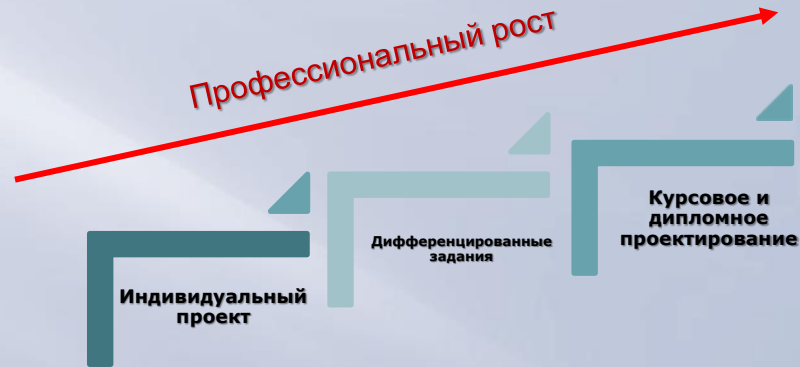 Профессиональный рост
Индивидуальный
проект
Дифференцированные
задания
Курсовое и
дипломное
проектирование